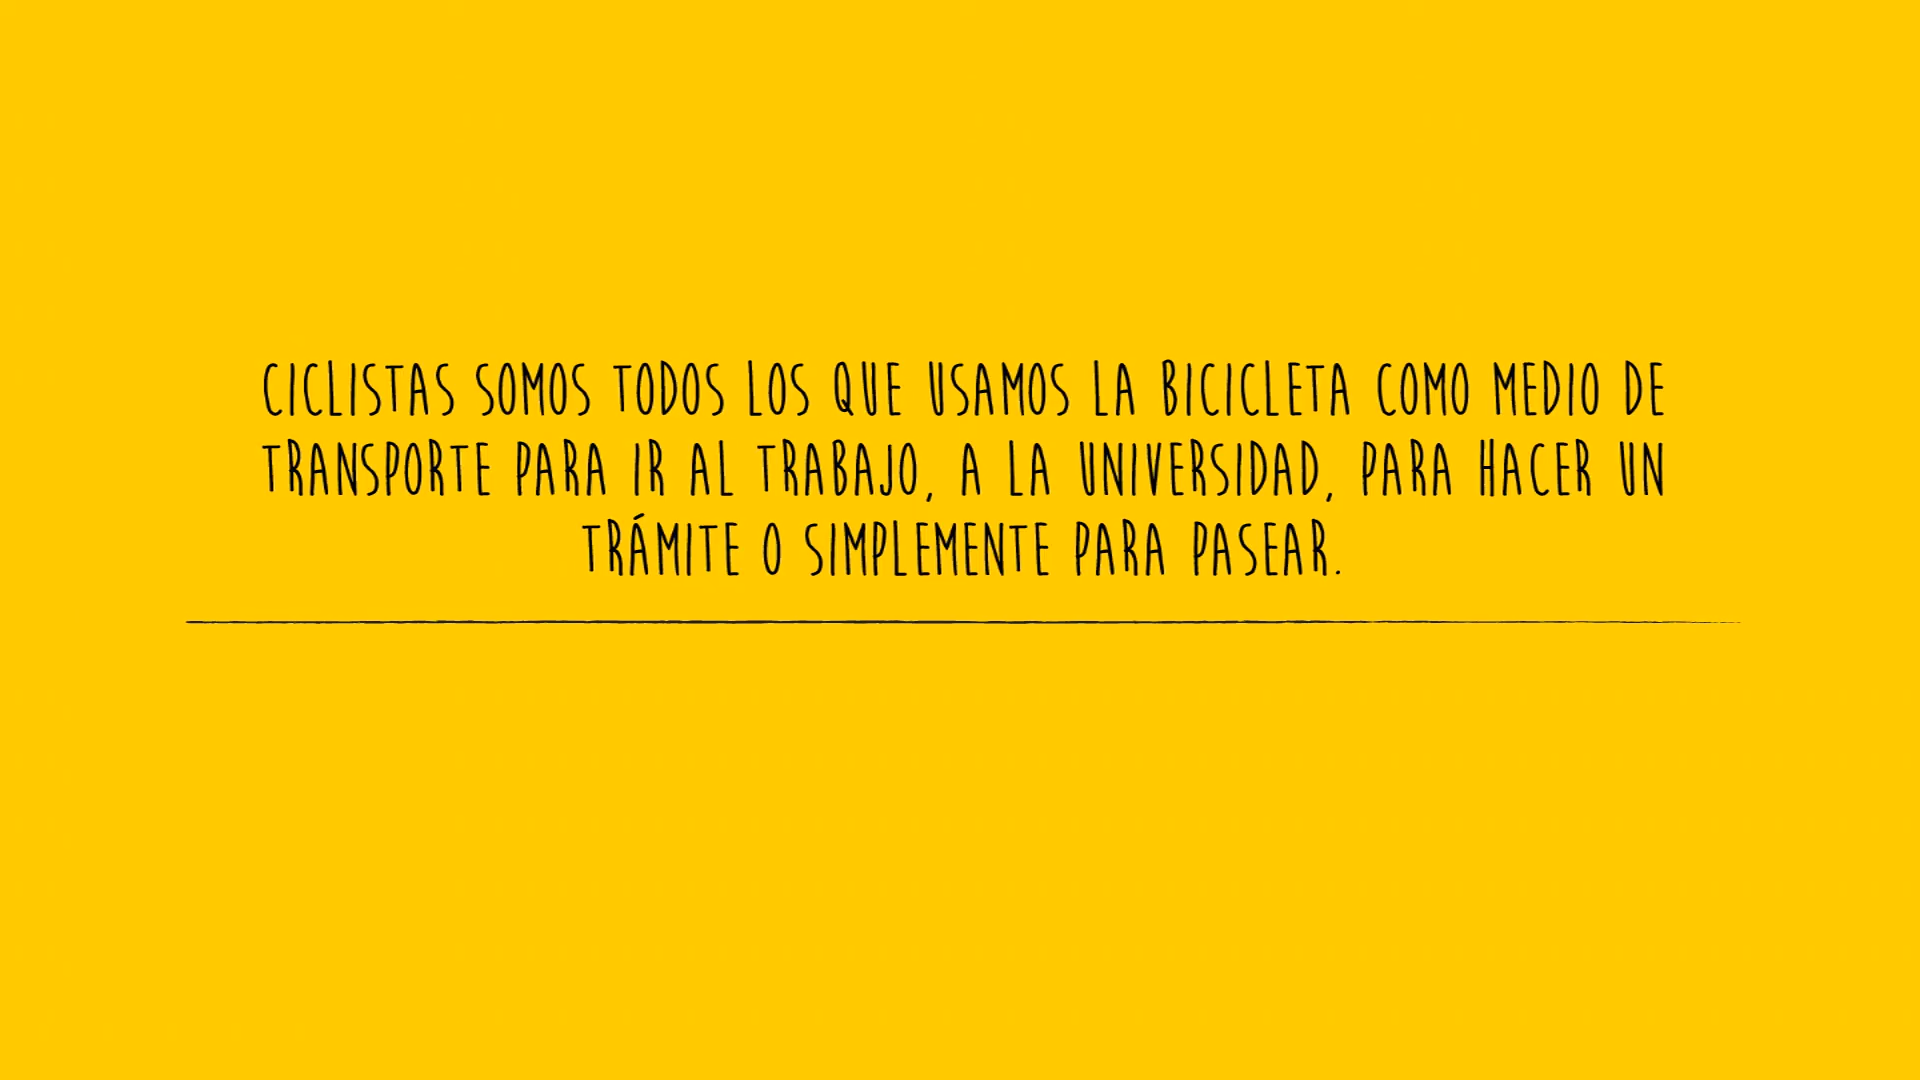 CICLISTAS SOMOS TODOS LOS QUE USAMOS LA BICICLETA COMO MEDIO DE
TRANSPORTE PARA IR AL TRABAJO, A LA UNIVERSIDAD, PARA HACER UN
TRÁMITE O SIMPLEMENTE PARA PASEAR.